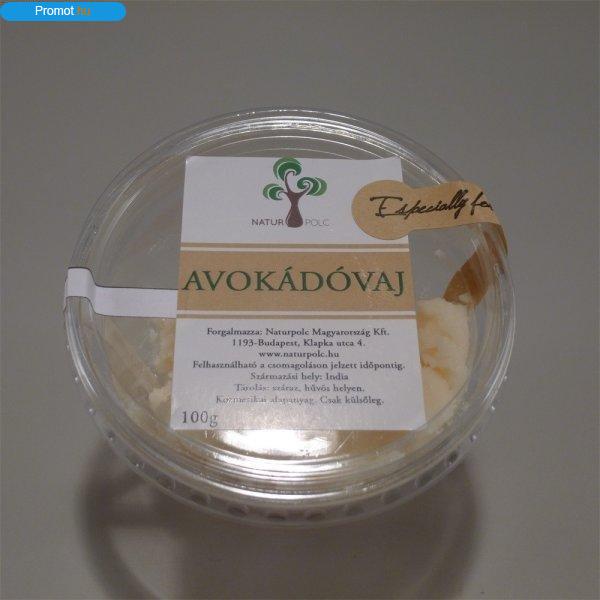 Promot.hu
NATUR POLC
Especially
AVOKÁDÓVAJ
Forgalmazza: Naturpolc Magyarország Kft.
1193-Budapest, Klapka utca 4.
www.naturpolc.hu
Felhasználható a csomagoláson jelzett időpontig.
Származási hely: India
Tárolás: száraz, hűvös helyen.
Kozmetikai alapanyag. Csak külsőleg.
100g